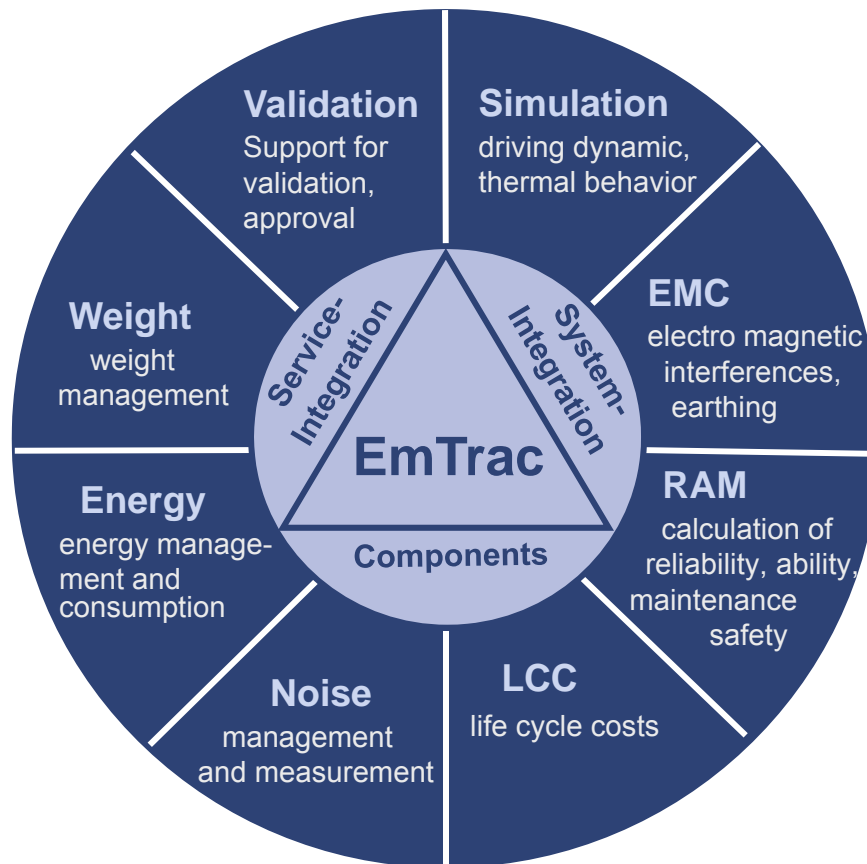 Validation
Support for
validation,
approval
Simulation
driving dynamic,
thermal behavior
EMC
electro magnetic
interferences,
earthing
RAM
calculation of
reliability, ability,
maintenance
safety
LCC
life cycle costs
Noise
management
and measurement
Energy
energy manage-
ment and
consumption
Weight
weight
management
Service-
Integration
System-
Integration
EmTrac
Components